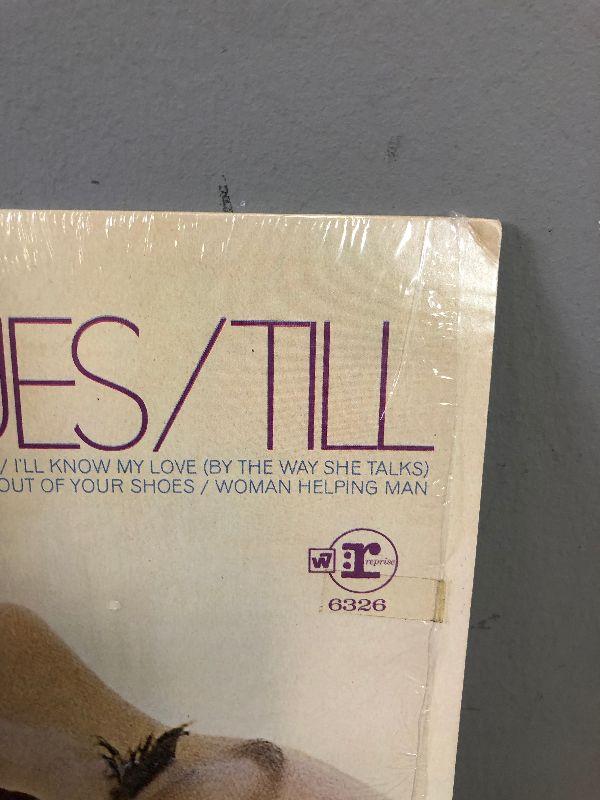 UES/TILL
/ I'LL KNOW MY LOVE (BY THE WAY SHE TALKS)
OUT OF YOUR SHOES / WOMAN HELPING MAN
W7 :r reprise
6326